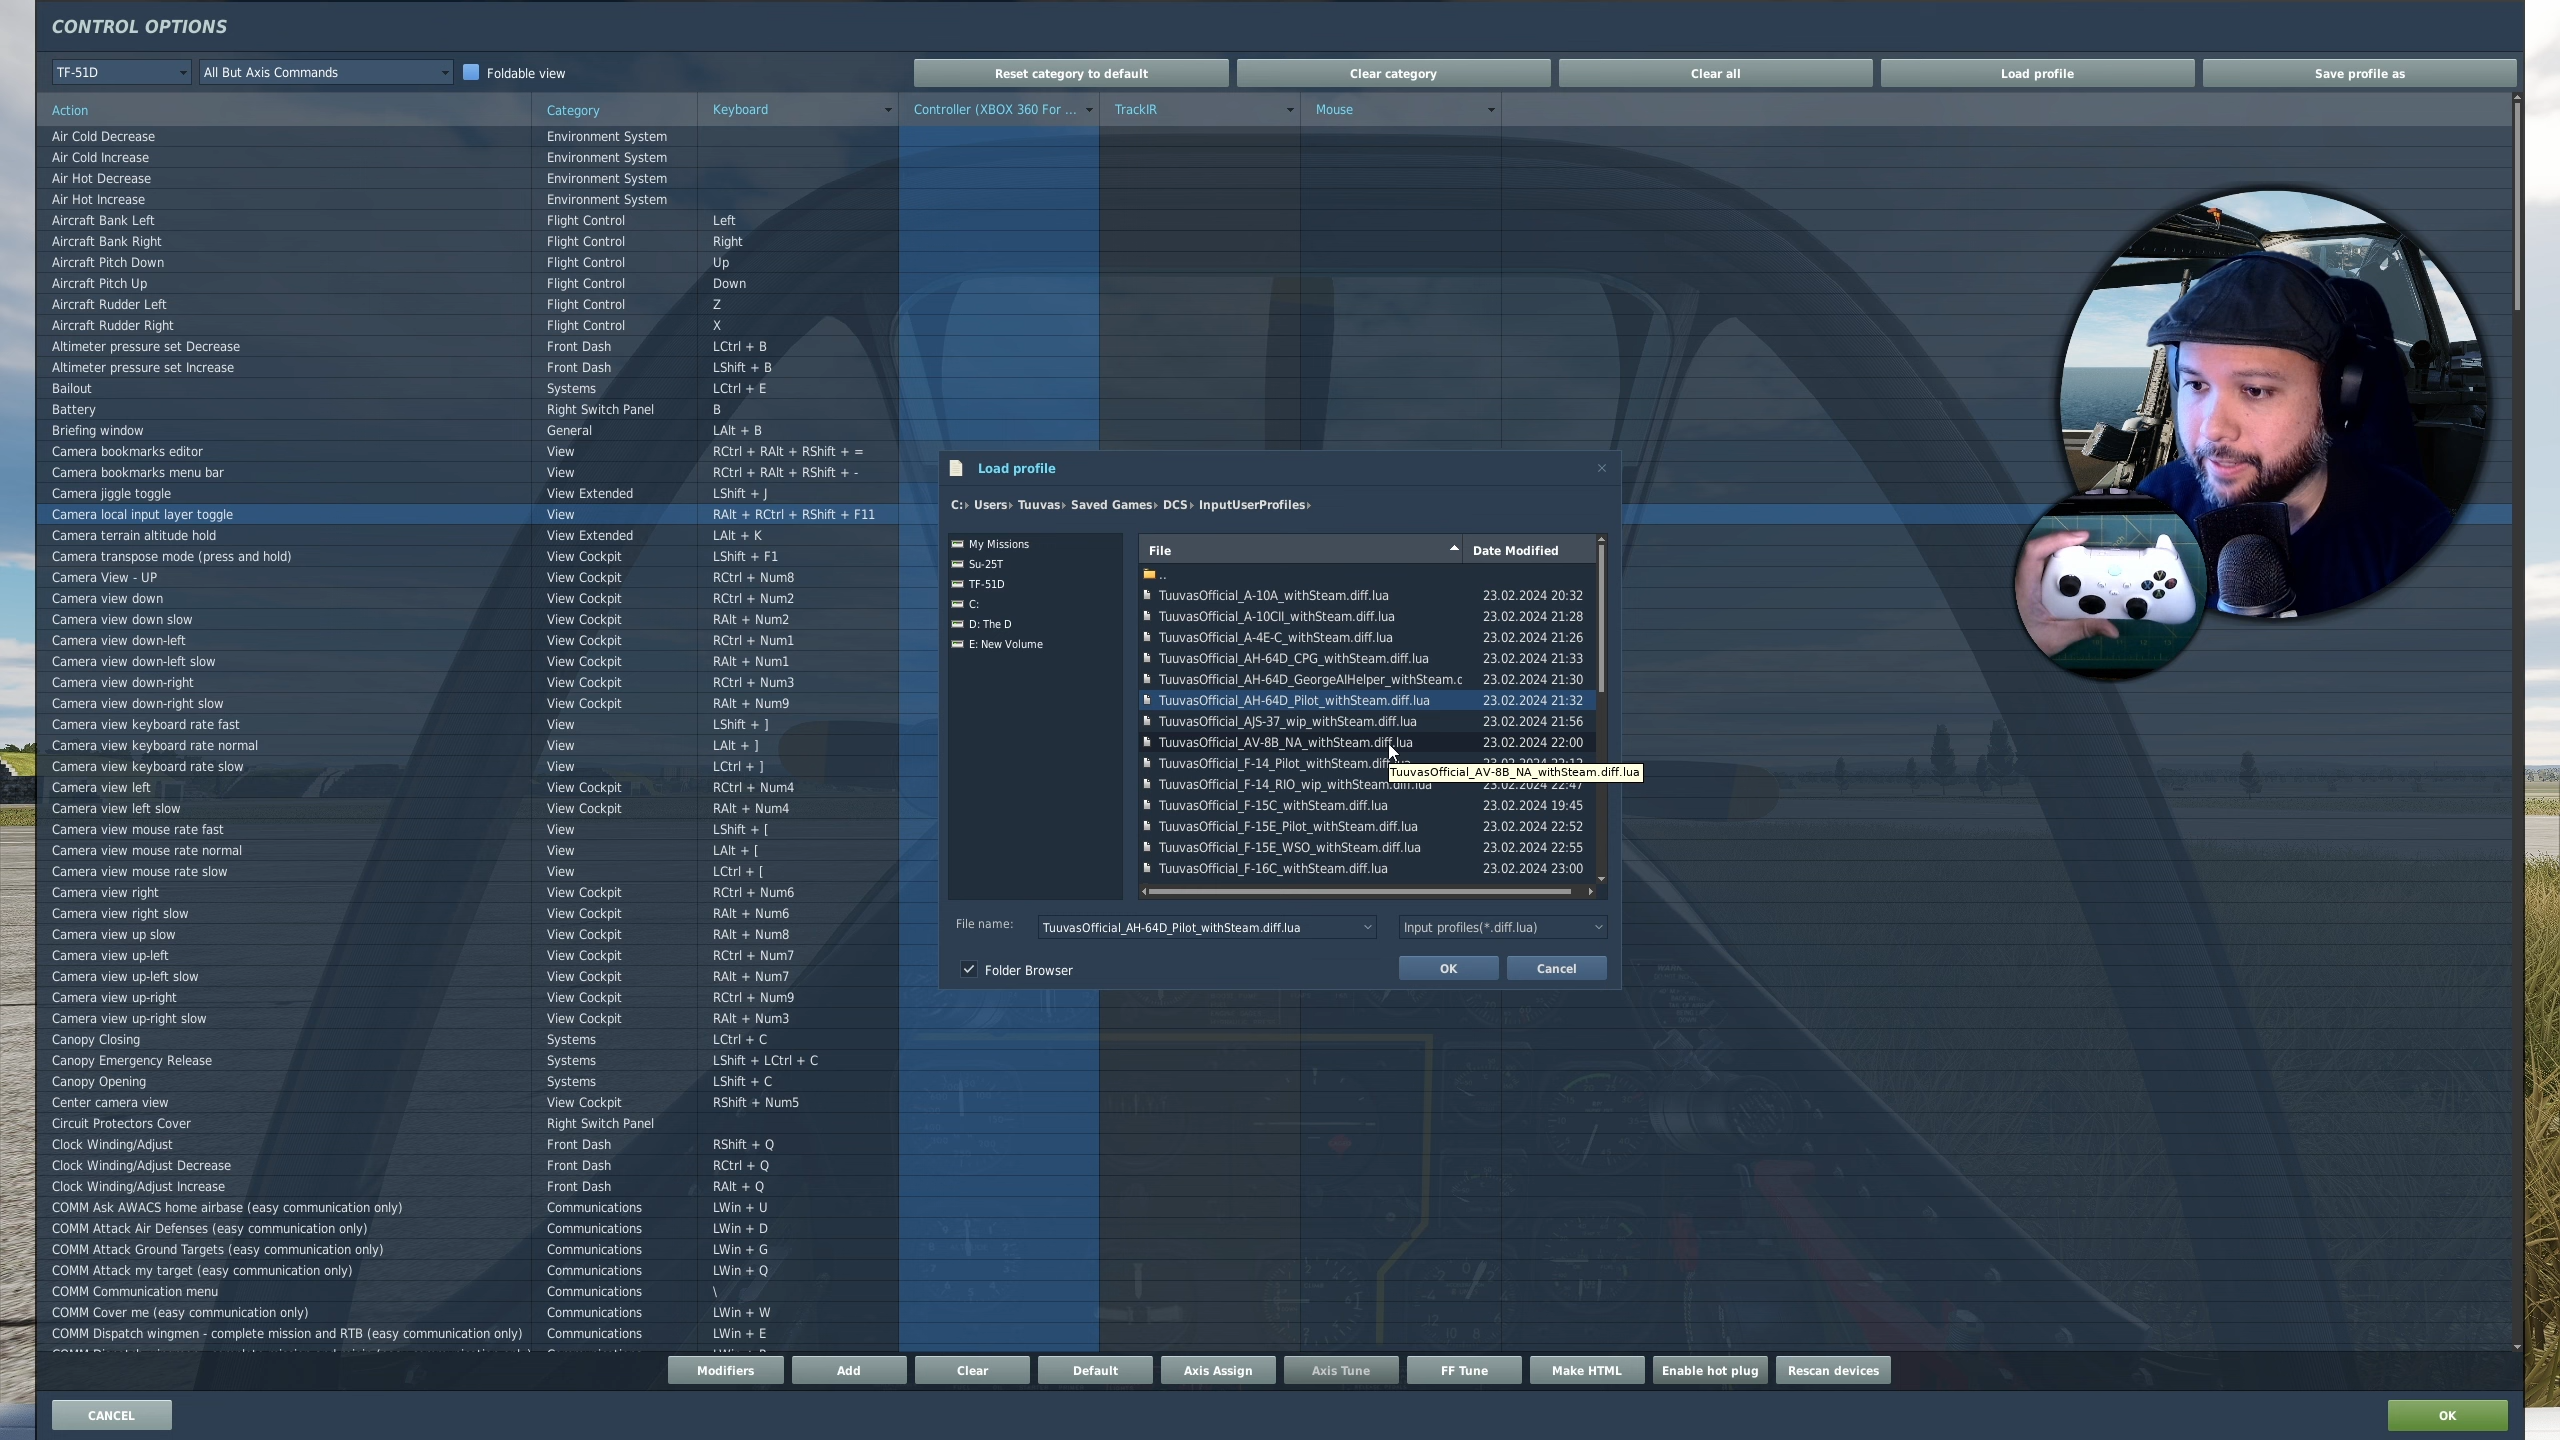 CONTROL OPTIONS
TF-51D All But Axis Commands Foldable view Reset category to default Clear category Clear all Load profile Save profile as
Action Category Keyboard Controller (XBOX 360 For ... TrackIR Mouse
Air Cold Decrease Environment System
Air Cold Increase Environment System
Air Hot Decrease Environment System
Air Hot Increase Environment System
Aircraft Bank Left Flight Control Left
Aircraft Bank Right Flight Control Right
Aircraft Pitch Down Flight Control Up
Aircraft Pitch Up Flight Control Down
Aircraft Rudder Left Flight Control Z
Aircraft Rudder Right Flight Control X
Altimeter pressure set Decrease Front Dash LCtrl + B
Altimeter pressure set Increase Front Dash LShift + B
Bailout Systems LCtrl + E
Battery Right Switch Panel B
Briefing window General LAlt + B
Camera bookmarks editor View RCtrl + RAlt + RShift + =
Camera bookmarks menu bar View RCtrl + RAlt + RShift + -
Camera jiggle toggle View Extended LShift + J
Camera local input layer toggle View RAlt + RCtrl + RShift + F11
Camera terrain altitude hold View Extended LAlt + K
Camera transpose mode (press and hold) View Cockpit LShift + F1
Camera View - UP View Cockpit RCtrl + Num8
Camera view down View Cockpit RCtrl + Num2
Camera view down slow View Cockpit RAlt + Num2
Camera view down-left View Cockpit RCtrl + Num1
Camera view down-left slow View Cockpit RAlt + Num1
Camera view down-right View Cockpit RCtrl + Num3
Camera view down-right slow View Cockpit RAlt + Num9
Camera view keyboard rate fast View LShift + ]
Camera view keyboard rate normal View LAlt + ]
Camera view keyboard rate slow View LCtrl + ]
Camera view left View Cockpit RCtrl + Num4
Camera view left slow View Cockpit RAlt + Num4
Camera view mouse rate fast View LShift + [
Camera view mouse rate normal View LAlt + [
Camera view mouse rate slow View LCtrl + [
Camera view right View Cockpit RCtrl + Num6
Camera view right slow View Cockpit RAlt + Num6
Camera view up slow View Cockpit RAlt + Num8
Camera view up-left View Cockpit RCtrl + Num7
Camera view up-left slow View Cockpit RAlt + Num7
Camera view up-right View Cockpit RCtrl + Num9
Camera view up-right slow View Cockpit RAlt + Num3
Canopy Closing Systems LCtrl + C
Canopy Emergency Release Systems LShift + LCtrl + C
Canopy Opening Systems LShift + C
Center camera view View Cockpit RShift + Num5
Circuit Protectors Cover Right Switch Panel
Clock Winding/Adjust Front Dash RShift + Q
Clock Winding/Adjust Decrease Front Dash RCtrl + Q
Clock Winding/Adjust Increase Front Dash RAlt + Q
COMM Ask AWACS home airbase (easy communication only) Communications LWin + U
COMM Attack Air Defenses (easy communication only) Communications LWin + D
COMM Attack Ground Targets (easy communication only) Communications LWin + G
COMM Attack my target (easy communication only) Communications LWin + Q
COMM Communication menu Communications \
COMM Cover me (easy communication only) Communications LWin + W
COMM Dispatch wingmen - complete mission and RTB (easy communication only) Communications LWin + E
Load profile
C: Users Tuuvas Saved Games DCS InputUserProfiles
My Missions
Su-25T
TF-51D
C:
D: The D
E: New Volume
File Date Modified
..
TuuvasOfficial_A-10A_withSteam.diff.lua 23.02.2024 20:32
TuuvasOfficial_A-10CII_withSteam.diff.lua 23.02.2024 21:28
TuuvasOfficial_A-4E-C_withSteam.diff.lua 23.02.2024 21:26
TuuvasOfficial_AH-64D_CPG_withSteam.diff.lua 23.02.2024 21:33
TuuvasOfficial_AH-64D_GeorgeAIHelper_withSteam.c 23.02.2024 21:30
TuuvasOfficial_AH-64D_Pilot_withSteam.diff.lua 23.02.2024 21:32
TuuvasOfficial_AJS-37_wip_withSteam.diff.lua 23.02.2024 21:56
TuuvasOfficial_AV-8B_NA_withSteam.diff.lua 23.02.2024 22:00
TuuvasOfficial_F-14_Pilot_withSteam.diff.lua
TuuvasOfficial_AV-8B_NA_withSteam.diff.lua
TuuvasOfficial_F-14_RIO_wip_withSteam.diff.lua 23.02.2024 22:47
TuuvasOfficial_F-15C_withSteam.diff.lua 23.02.2024 19:45
TuuvasOfficial_F-15E_Pilot_withSteam.diff.lua 23.02.2024 22:52
TuuvasOfficial_F-15E_WSO_withSteam.diff.lua 23.02.2024 22:55
TuuvasOfficial_F-16C_withSteam.diff.lua 23.02.2024 23:00
File name: TuuvasOfficial_AH-64D_Pilot_withSteam.diff.lua Input profiles(*.diff.lua)
Folder Browser OK Cancel
Modifiers Add Clear Default Axis Assign Axis Tune FF Tune Make HTML Enable hot plug Rescan devices
CANCEL OK